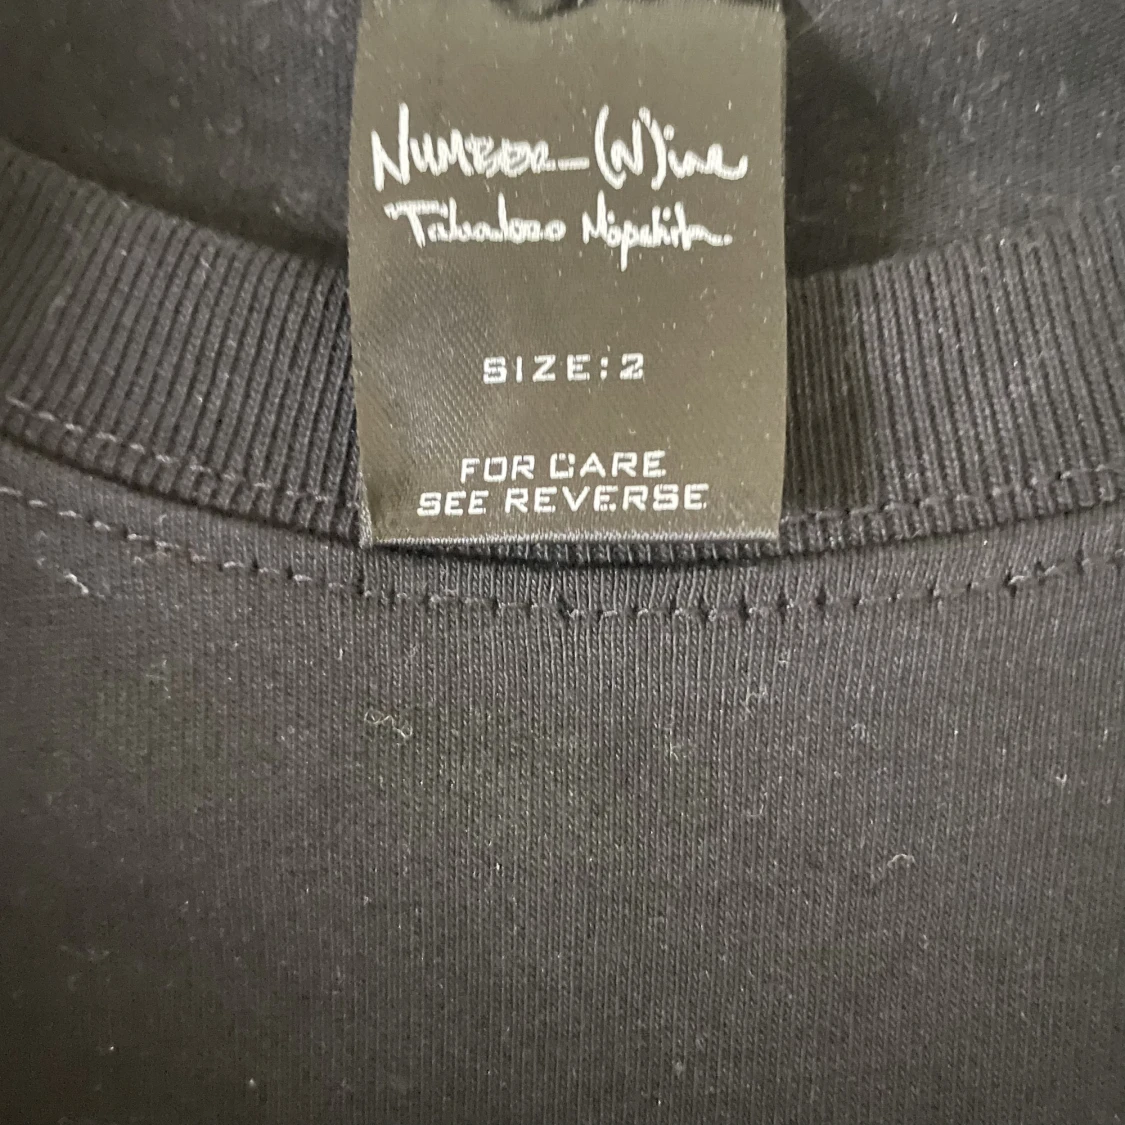 NUMBER_(N)ine
Takahiro Miyashita
SIZE:2
FOR CARE
SEE REVERSE